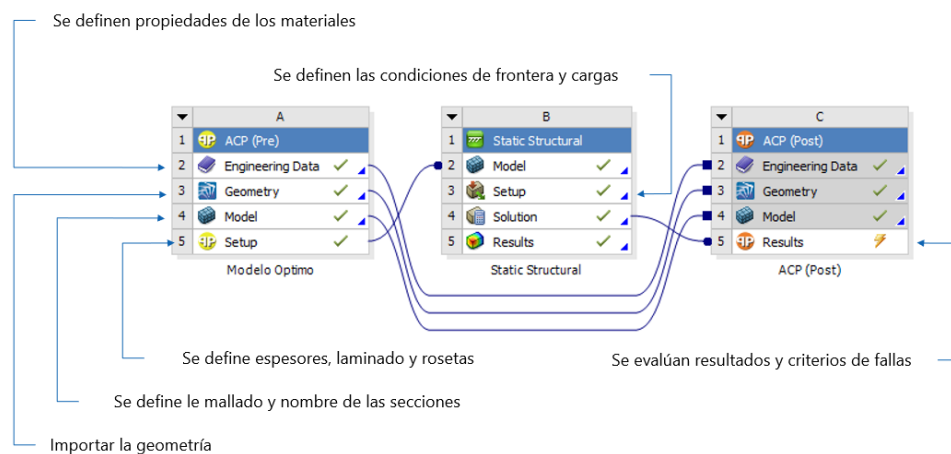 Se definen propiedades de los materiales
Se definen las condiciones de frontera y cargas
A
1 ACP (Pre)
2 Engineering Data
3 Geometry
4 Model
5 Setup
Modelo Optimo
B
1 Static Structural
2 Model
3 Setup
4 Solution
5 Results
Static Structural
C
1 ACP (Post)
2 Engineering Data
3 Geometry
4 Model
5 Results
ACP (Post)
Se define espesores, laminado y rosetas
Se evalúan resultados y criterios de fallas
Se define le mallado y nombre de las secciones
Importar la geometría